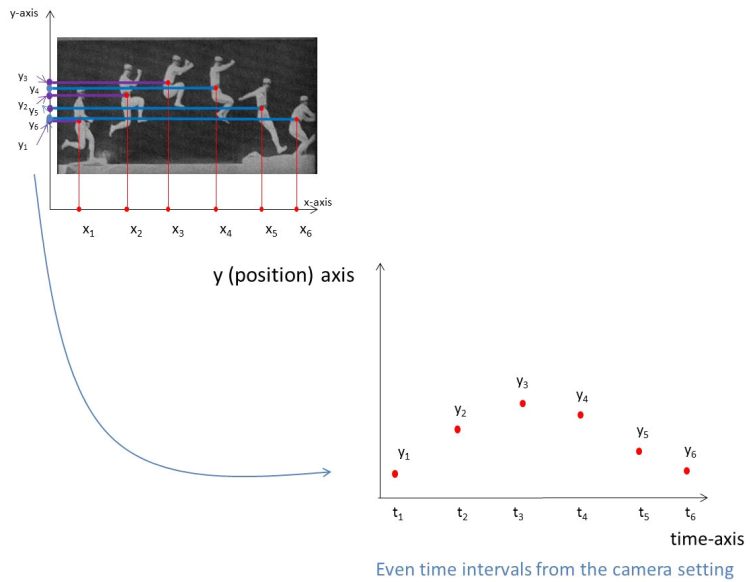 y-axis
y₃
y₄
y₂
y₅
y₆
y₁
x-axis
x₁ x₂ x₃ x₄ x₅ x₆
y (position) axis
y₃
y₄
y₂
y₅
y₁
y₆
t₁ t₂ t₃ t₄ t₅ t₆
time-axis
Even time intervals from the camera setting